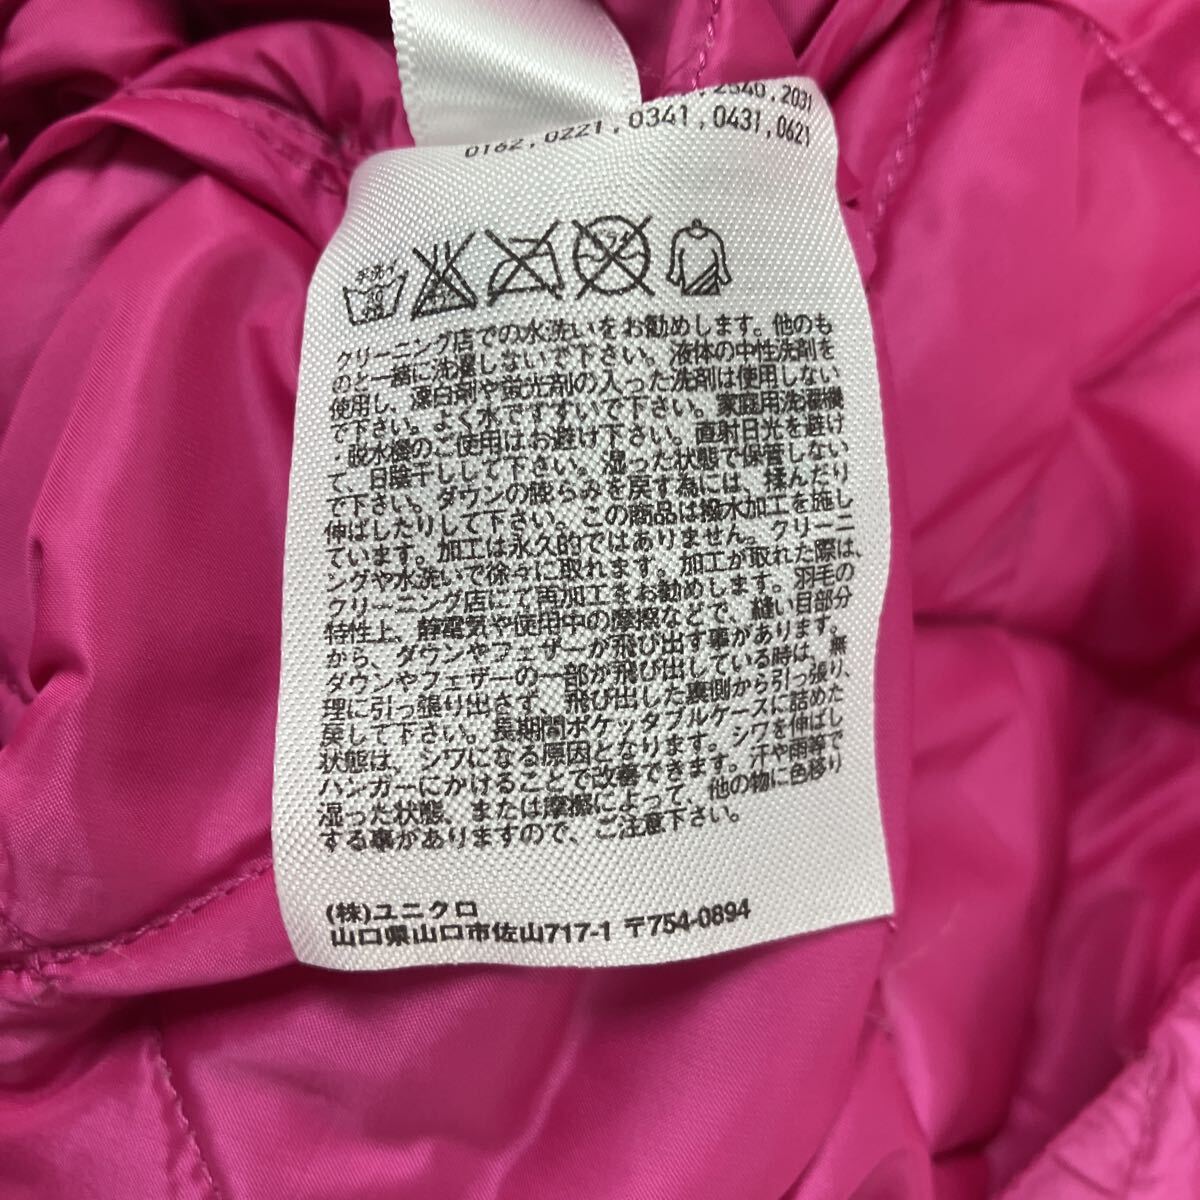 2540,2031
0162,0221,0341,0431,0621
手洗イ
30
クリーニング店での水洗いをお勧めします。他のも
のと一緒に洗濯しないで下さい。液体の中性洗剤を
使用し、漂白剤や蛍光剤の入った洗剤は使用しない
で下さい。よく水ですすいで下さい。家庭用洗濯機
・脱水機のご使用はお避け下さい。直射日光を避け
て、日陰干しして下さい。湿った状態で保管しない
で下さい。ダウンの膨らみを戻す為には、揉んだり
伸ばしたりして下さい。この商品は撥水加工を施し
ています。加工は永久的ではありません。クリーニ
ングや水洗いで徐々に取れます。加工が取れた際は、
クリーニング店にて再加工をお勧めします。羽毛の
特性上、静電気や使用中の摩擦などで、縫い目部分
から、ダウンやフェザーが飛び出す事があります。
ダウンやフェザーの一部が飛び出している時は、無
理に引っ張り出さず、飛び出した裏側から引っ張り、
戻して下さい。長期間ポケッタブルケースに詰めた
状態は、シワになる原因となります。シワを伸ばし
ハンガーにかけることで改善できます。汗や雨等で
湿った状態、または摩擦によって、他の物に色移り
する事がありますので、ご注意下さい。
(株)ユニクロ
山口県山口市佐山717-1 〒754-0894